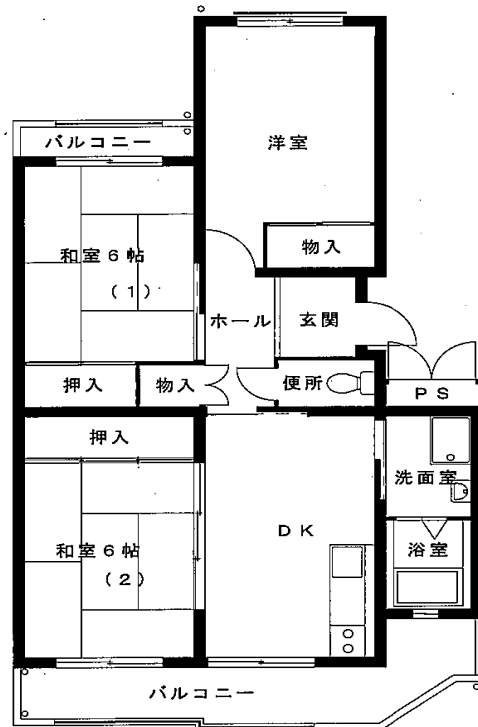 洋室
バルコニー
物入
和室６帖
（１）
ホール
玄関
押入
物入
便所
ＰＳ
押入
洗面室
ＤＫ
和室６帖
（２）
浴室
バルコニー